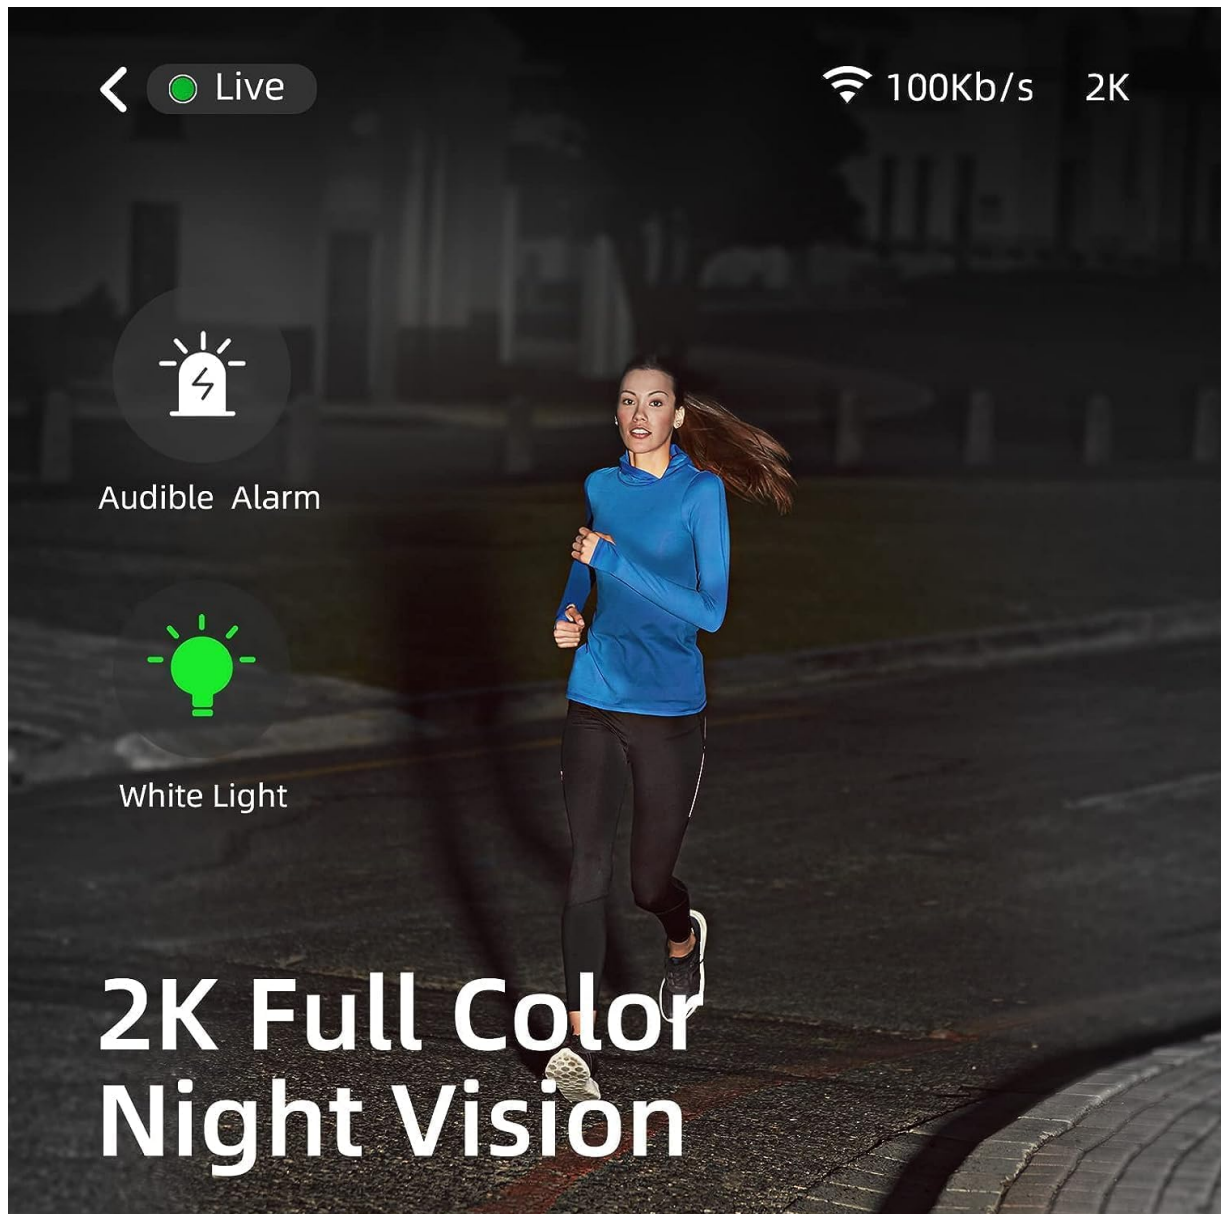 Live
100Kb/s 2K
Audible Alarm
White Light
2K Full Color
Night Vision